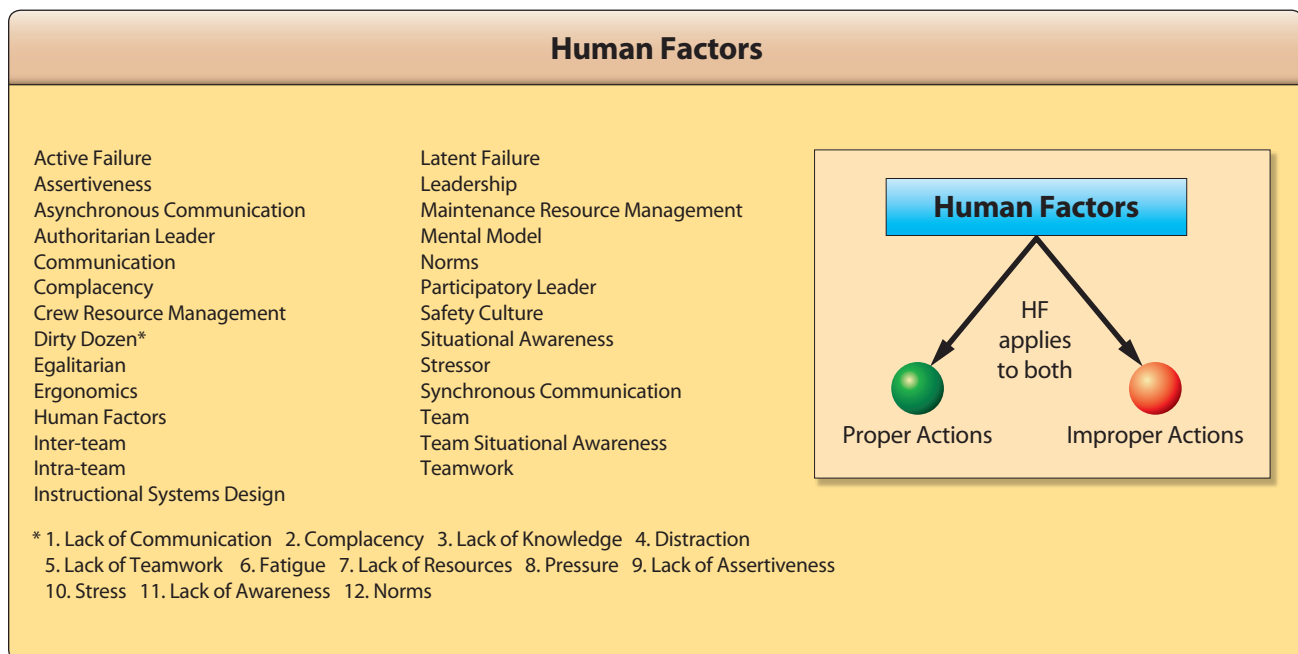 Human Factors
Active Failure
Assertiveness
Asynchronous Communication
Authoritarian Leader
Communication
Complacency
Crew Resource Management
Dirty Dozen*
Egalitarian
Ergonomics
Human Factors
Inter-team
Intra-team
Instructional Systems Design
Latent Failure
Leadership
Maintenance Resource Management
Mental Model
Norms
Participatory Leader
Safety Culture
Situational Awareness
Stressor
Synchronous Communication
Team
Team Situational Awareness
Teamwork
Human Factors
HF
applies
to both
Proper Actions
Improper Actions
* 1. Lack of Communication 2. Complacency 3. Lack of Knowledge 4. Distraction
5. Lack of Teamwork 6. Fatigue 7. Lack of Resources 8. Pressure 9. Lack of Assertiveness
10. Stress 11. Lack of Awareness 12. Norms